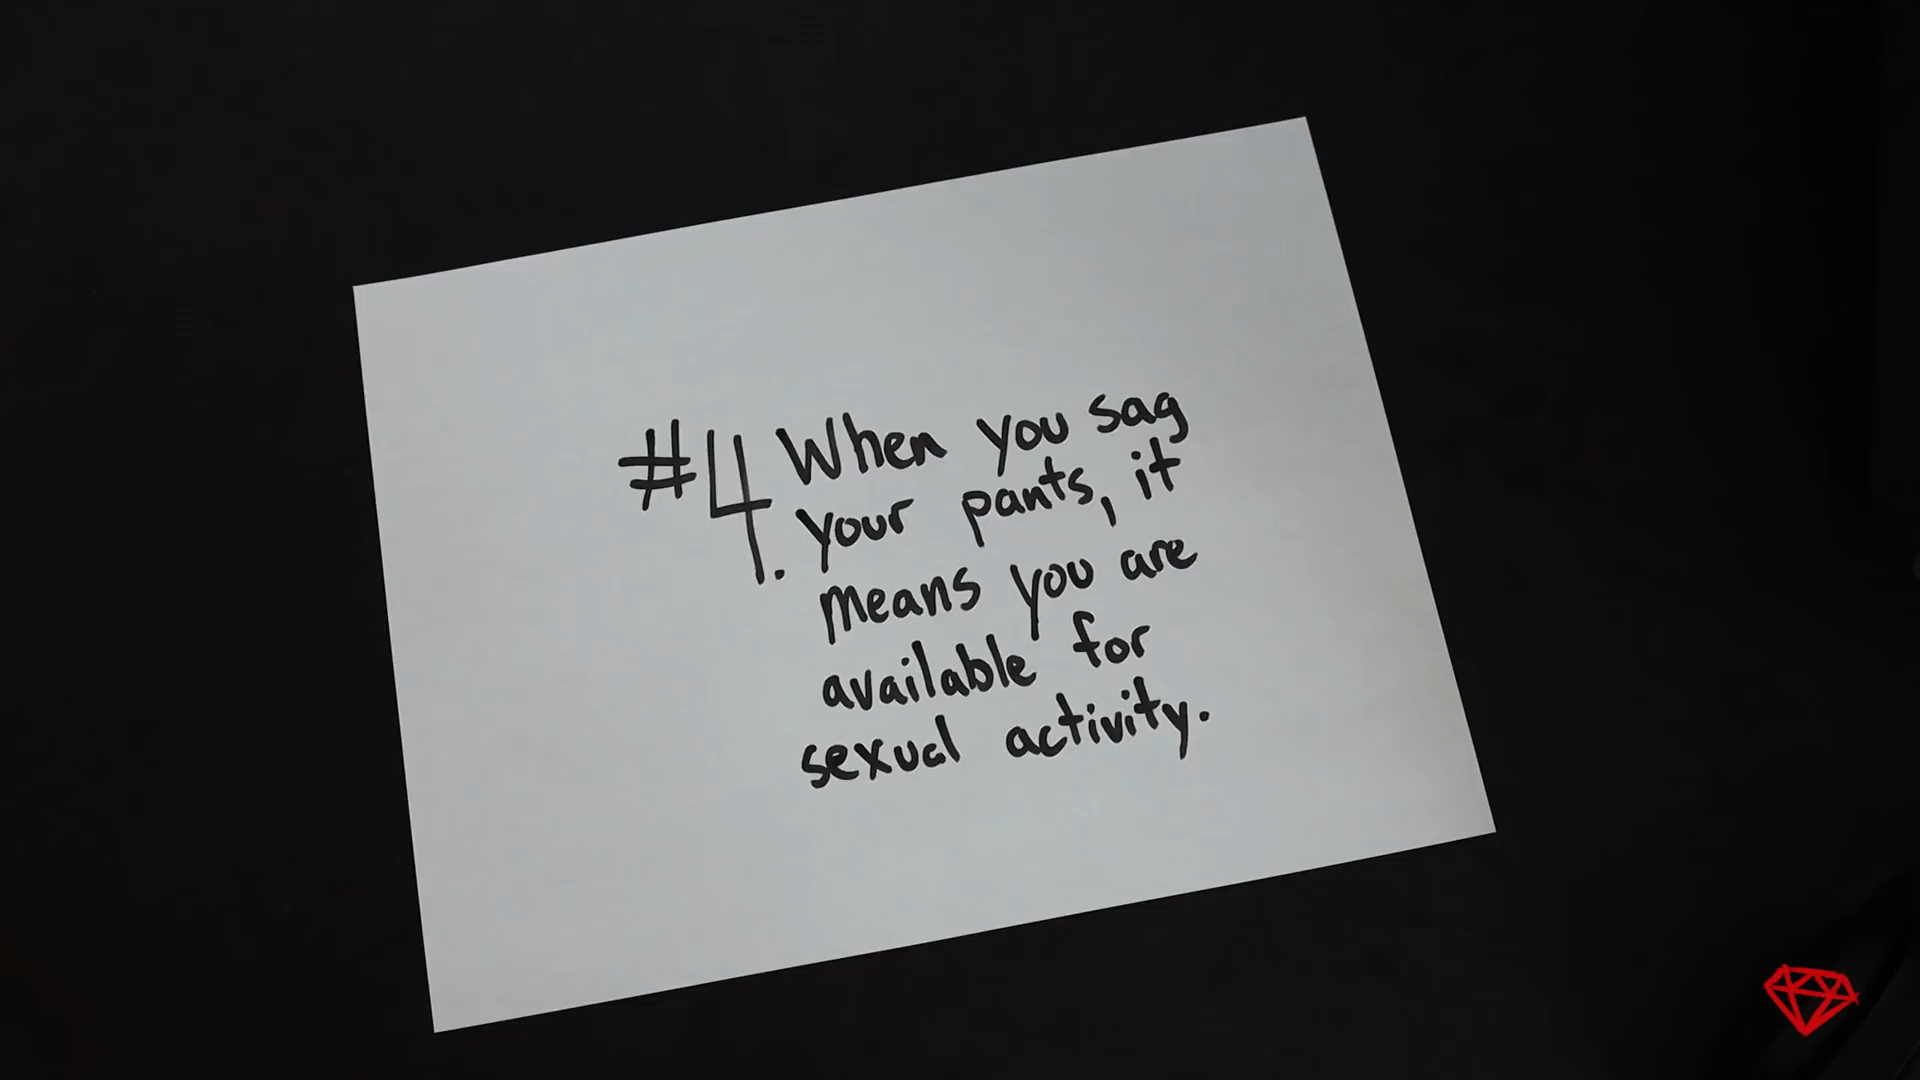 #4. When you sag
your pants, it
means you are
available for
sexual activity.